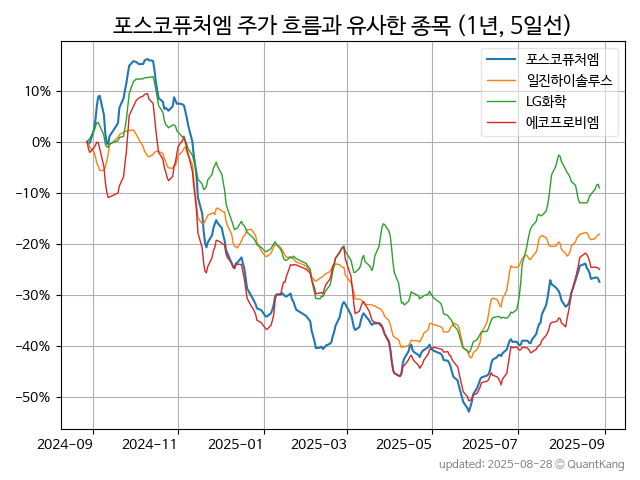 포스코퓨처엠 주가 흐름과 유사한 종목 (1년, 5일선)
포스코퓨처엠
일진하이솔루스
LG화학
에코프로비엠
10%
0%
−10%
−20%
−30%
−40%
−50%
2024-09 2024-11 2025-01 2025-03 2025-05 2025-07 2025-09
updated: 2025-08-28 © QuantKang